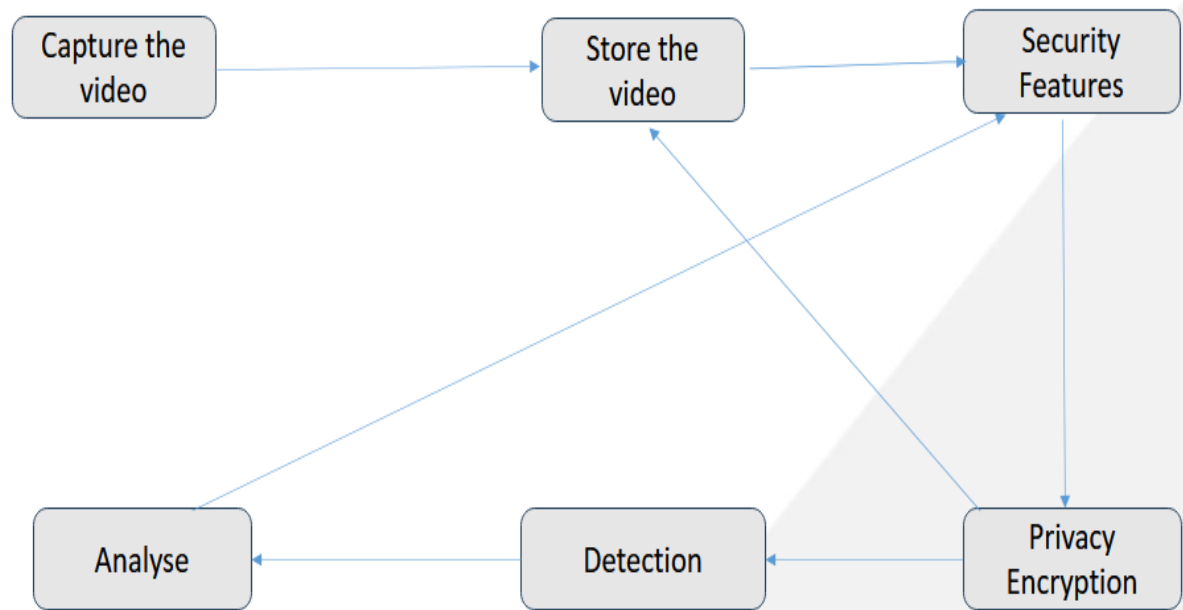 Capture the
video
Store the
video
Security
Features
Analyse
Detection
Privacy
Encryption